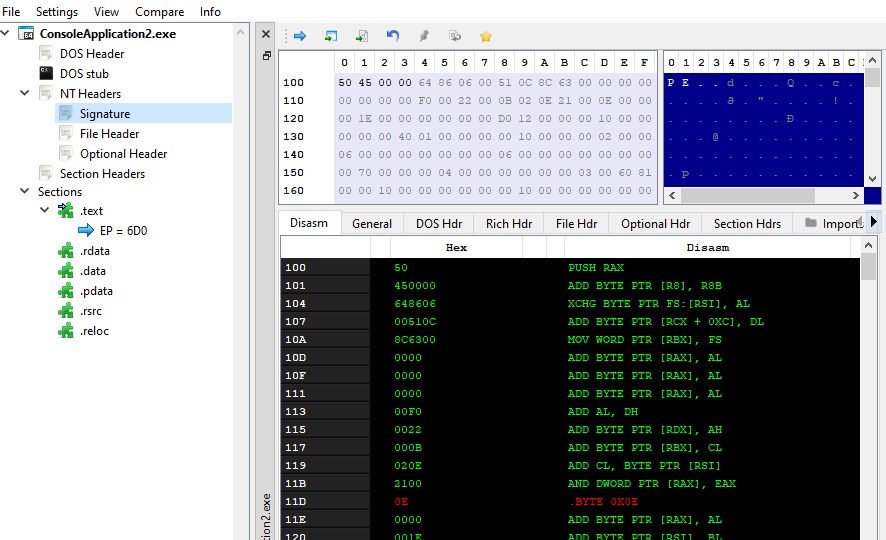 File Settings View Compare Info
ConsoleApplication2.exe
DOS Header
DOS stub
NT Headers
Signature
File Header
Optional Header
Section Headers
Sections
.text
EP = 6D0
.rdata
.data
.pdata
.rsrc
.reloc
0 1 2 3 4 5 6 7 8 9 A B C D E F
100 50 45 00 00 64 86 06 00 51 0C 8C 63 00 00 00 00
110 00 00 00 00 F0 00 22 00 0B 02 0E 21 00 0E 00 00
120 00 1E 00 00 00 00 00 00 D0 12 00 00 00 10 00 00
130 00 00 00 40 01 00 00 00 00 10 00 00 00 02 00 00
140 06 00 00 00 00 00 00 00 06 00 00 00 00 00 00 00
150 00 70 00 00 00 04 00 00 00 00 00 00 03 00 60 81
160 00 00 10 00 00 00 00 00 00 10 00 00 00 00 00 00
0 1 2 3 4 5 6 7 8 9 A B C
P E . . d . . . Q . . c .
. . . . ð . " . . . . ! .
. . . . . . . . Ð . . . .
. . . @ . . . . . . . . .
. . . . . . . . . . . . .
. p . . . . . . . . . . .
. . . . . . . . . . . . .
Disasm General DOS Hdr Rich Hdr File Hdr Optional Hdr Section Hdrs Imports
Hex Disasm
100 50 PUSH RAX
101 450000 ADD BYTE PTR [R8], R8B
104 648606 XCHG BYTE PTR FS:[RSI], AL
107 00510C ADD BYTE PTR [RCX + 0XC], DL
10A 8C6300 MOV WORD PTR [RBX], FS
10D 0000 ADD BYTE PTR [RAX], AL
10F 0000 ADD BYTE PTR [RAX], AL
111 0000 ADD BYTE PTR [RAX], AL
113 00F0 ADD AL, DH
115 0022 ADD BYTE PTR [RDX], AH
117 000B ADD BYTE PTR [RBX], CL
119 020E ADD CL, BYTE PTR [RSI]
11B 2100 AND DWORD PTR [RAX], EAX
11D 0E .BYTE 0X0E
11E 0000 ADD BYTE PTR [RAX], AL
120 001E ADD BYTE PTR [RSI], BL
tion2.exe